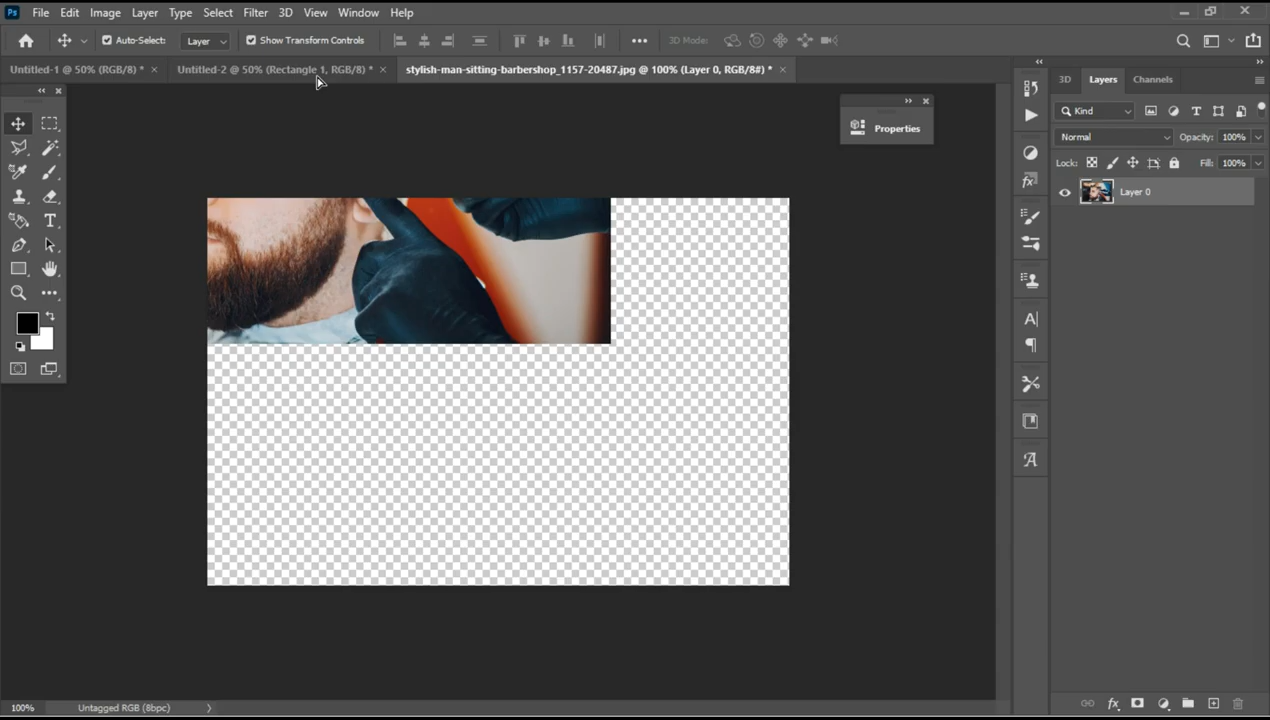 Ps File Edit Image Layer Type Select Filter 3D View Window Help
Auto-Select: Layer Show Transform Controls 3D Mode:
Untitled-1 @ 50% (RGB/8) * Untitled-2 @ 50% (Rectangle 1, RGB/8) * stylish-man-sitting-barbershop_1157-20487.jpg @ 100% (Layer 0, RGB/8#) *
3D Layers Channels
Kind
Properties
Normal Opacity: 100%
Lock: Fill: 100%
Layer 0
100% Untagged RGB (8bpc)